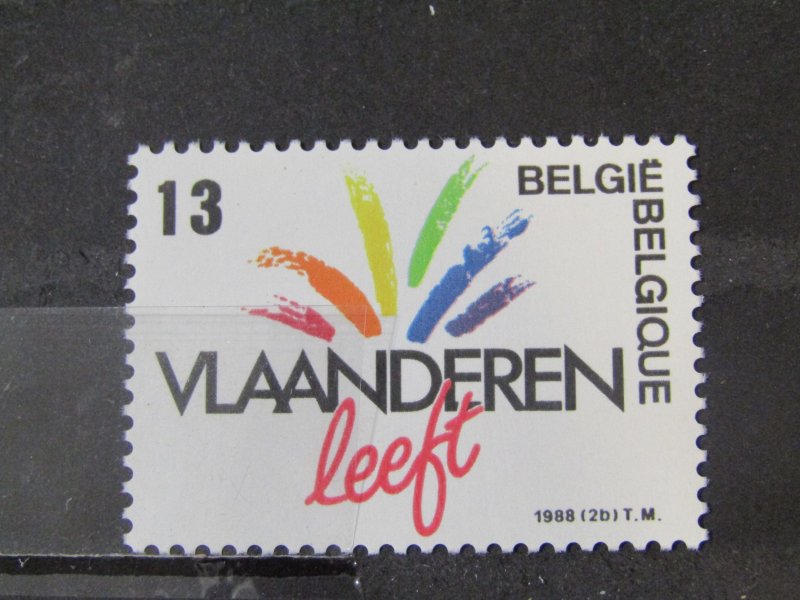 13
BELGIË
BELGIQUE
VLAANDEREN
leeft
1988 (2b) T.M.